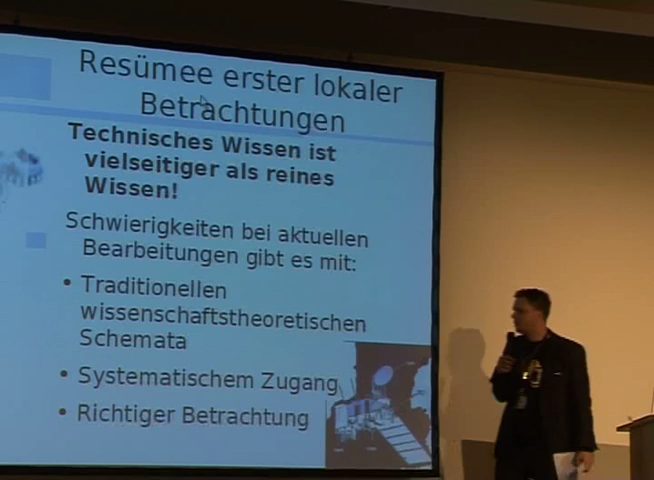 Resümee erster lokaler
Betrachtungen
Technisches Wissen ist
vielseitiger als reines
Wissen!
Schwierigkeiten bei aktuellen
Bearbeitungen gibt es mit:
• Traditionellen
wissenschaftstheoretischen
Schemata
• Systematischem Zugang
• Richtiger Betrachtung